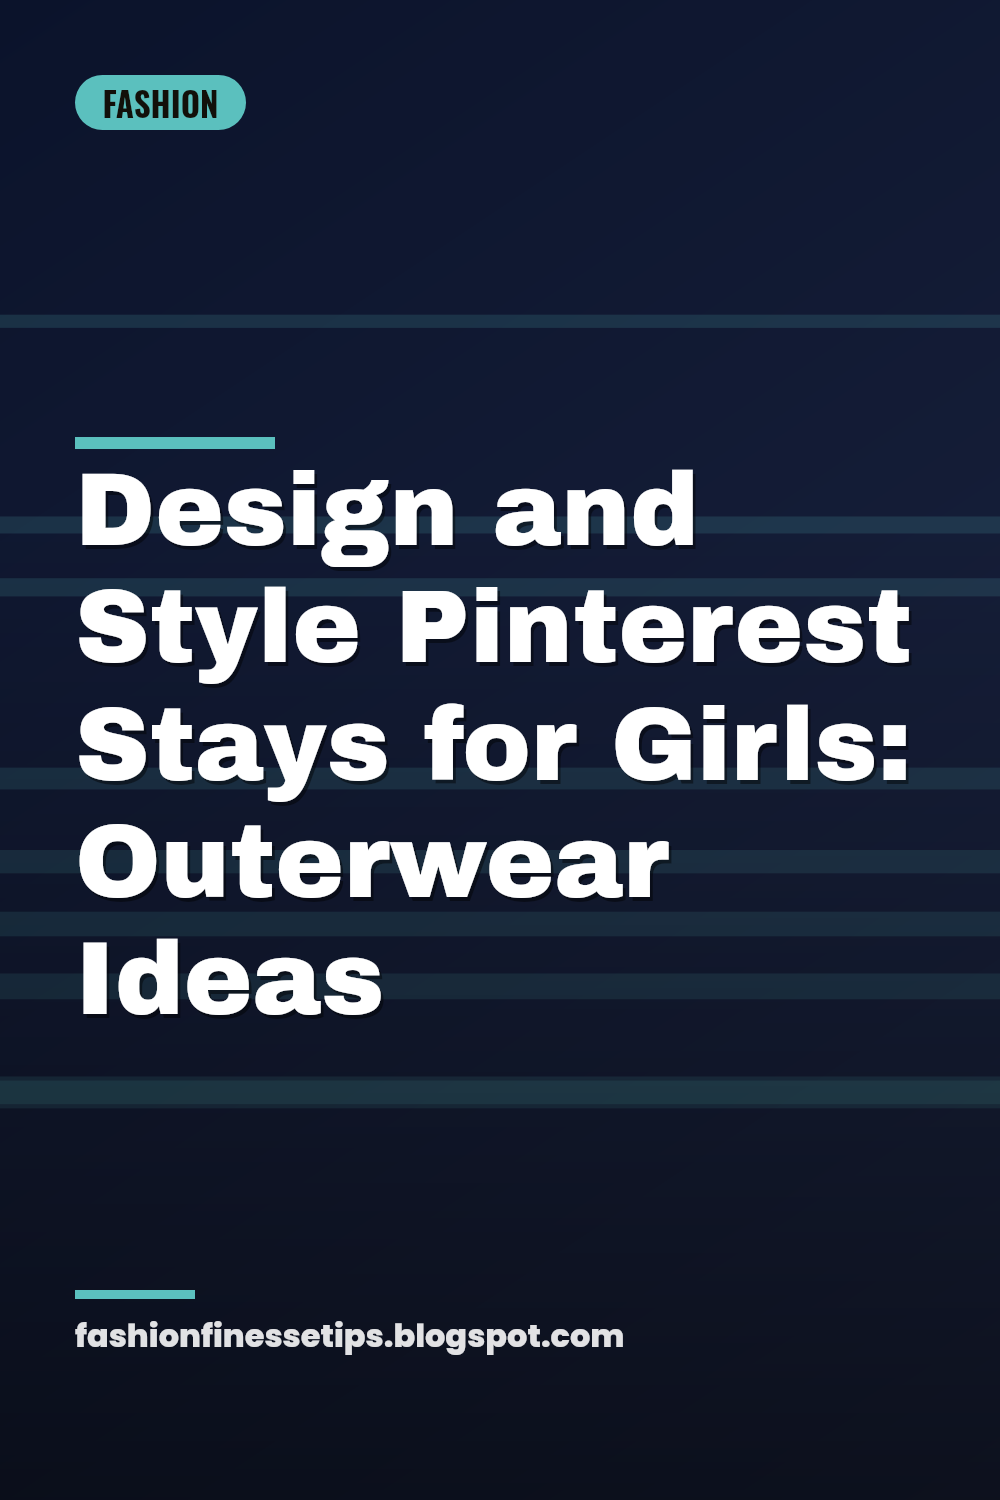 FASHION
Design and
Style Pinterest
Stays for Girls:
Outerwear
Ideas
fashionfinessetips.blogspot.com